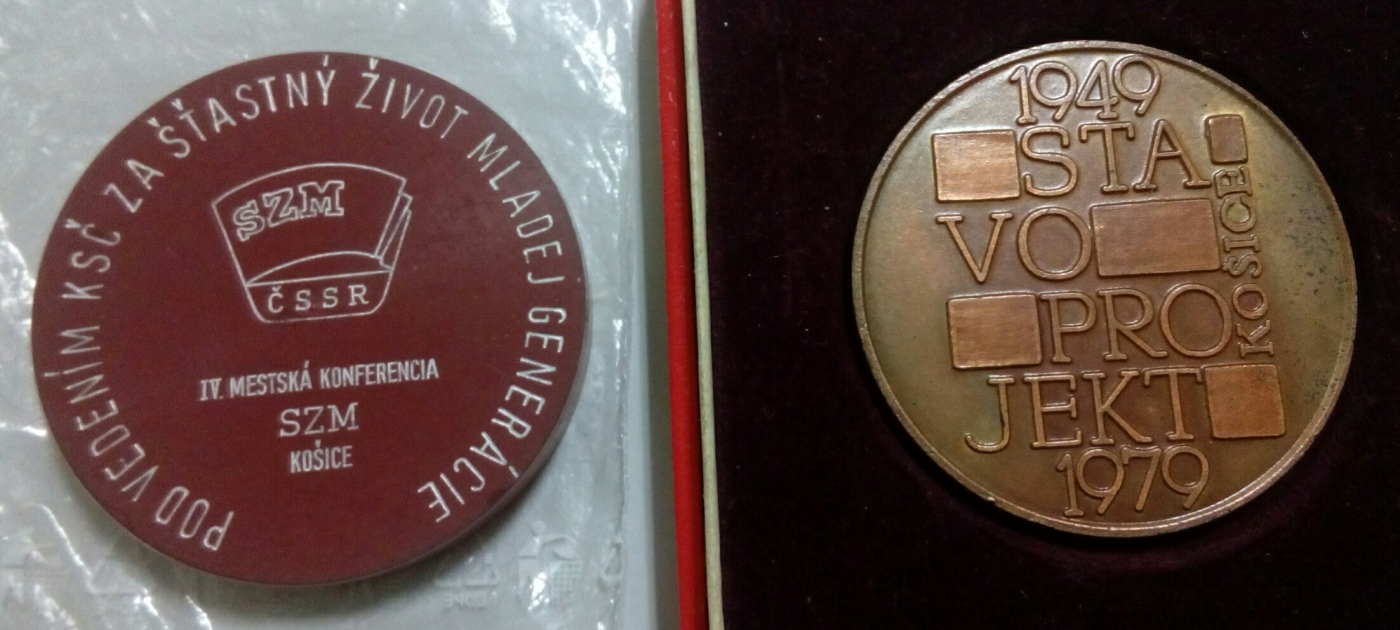 POD VEDENÍM KSČ ZA ŠŤASTNÝ ŽIVOT MLADEJ GENERÁCIE
SZM
ČSSR
IV. MESTSKÁ KONFERENCIA
SZM
KOŠICE
1949
STA
VO
PRO
JEKT
1979
KOŠICE